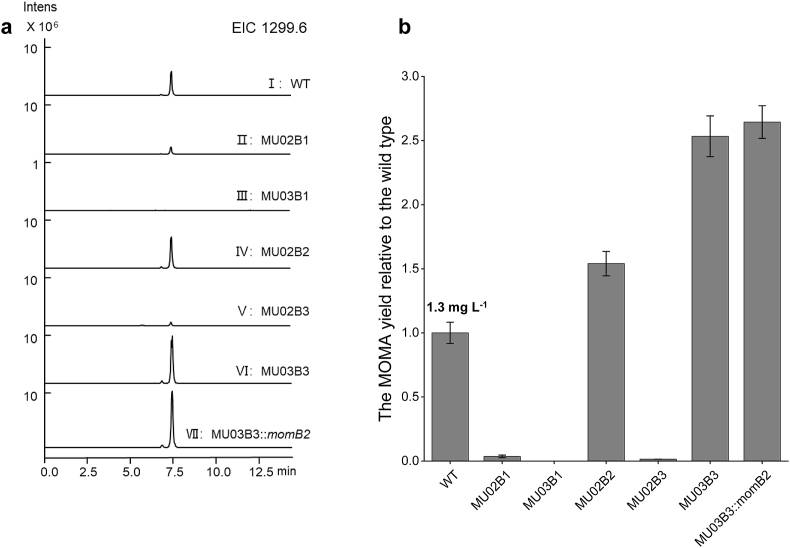 Intens
X 10⁶
a
EIC 1299.6
b
10
Ⅰ: WT
10
Ⅱ: MU02B1
1
Ⅲ: MU03B1
10
Ⅳ: MU02B2
10
Ⅴ: MU02B3
10
Ⅵ: MU03B3
10
Ⅶ: MU03B3::momB2
0.0 2.5 5.0 7.5 10.0 12.5 min
The MOMA yield relative to the wild type
3.0
2.5
2.0
1.5
1.0
0.5
0.0
1.3 mg L⁻¹
WT
MU02B1
MU03B1
MU02B2
MU02B3
MU03B3
MU03B3::momB2